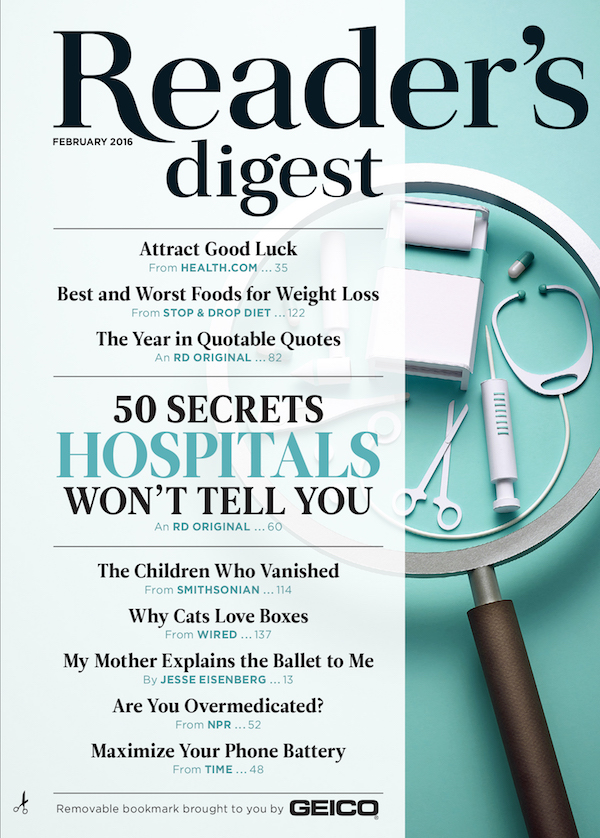 Reader's
FEBRUARY 2016
digest
Attract Good Luck
From HEALTH.COM ... 35
Best and Worst Foods for Weight Loss
From STOP & DROP DIET ... 122
The Year in Quotable Quotes
An RD ORIGINAL ... 82
50 SECRETS
HOSPITALS
WON'T TELL YOU
An RD ORIGINAL ... 60
The Children Who Vanished
From SMITHSONIAN ... 114
Why Cats Love Boxes
From WIRED ... 137
My Mother Explains the Ballet to Me
By JESSE EISENBERG ... 13
Are You Overmedicated?
From NPR ... 52
Maximize Your Phone Battery
From TIME ... 48
Removable bookmark brought to you by GEICO